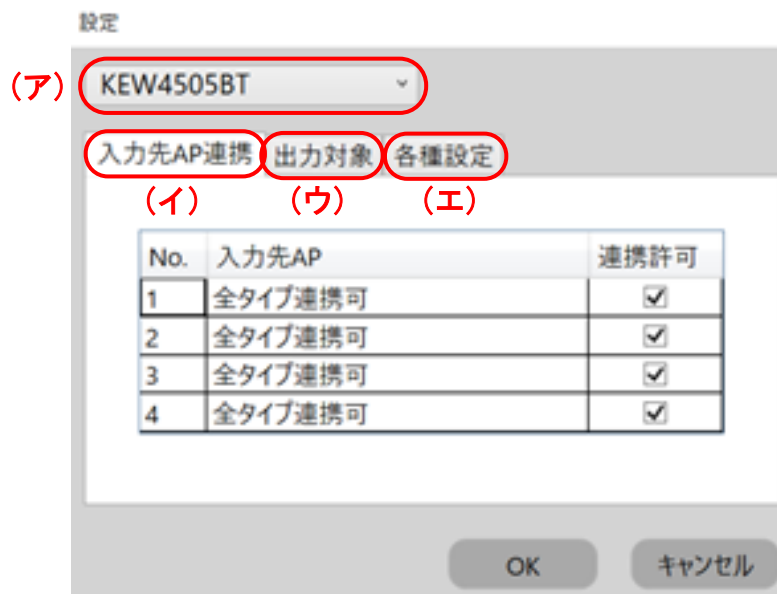 設定
(ア) KEW4505BT
入力先AP連携 出力対象 各種設定
(イ) (ウ) (エ)
No. 入力先AP 連携許可
1 全タイプ連携可
2 全タイプ連携可
3 全タイプ連携可
4 全タイプ連携可
OK キャンセル